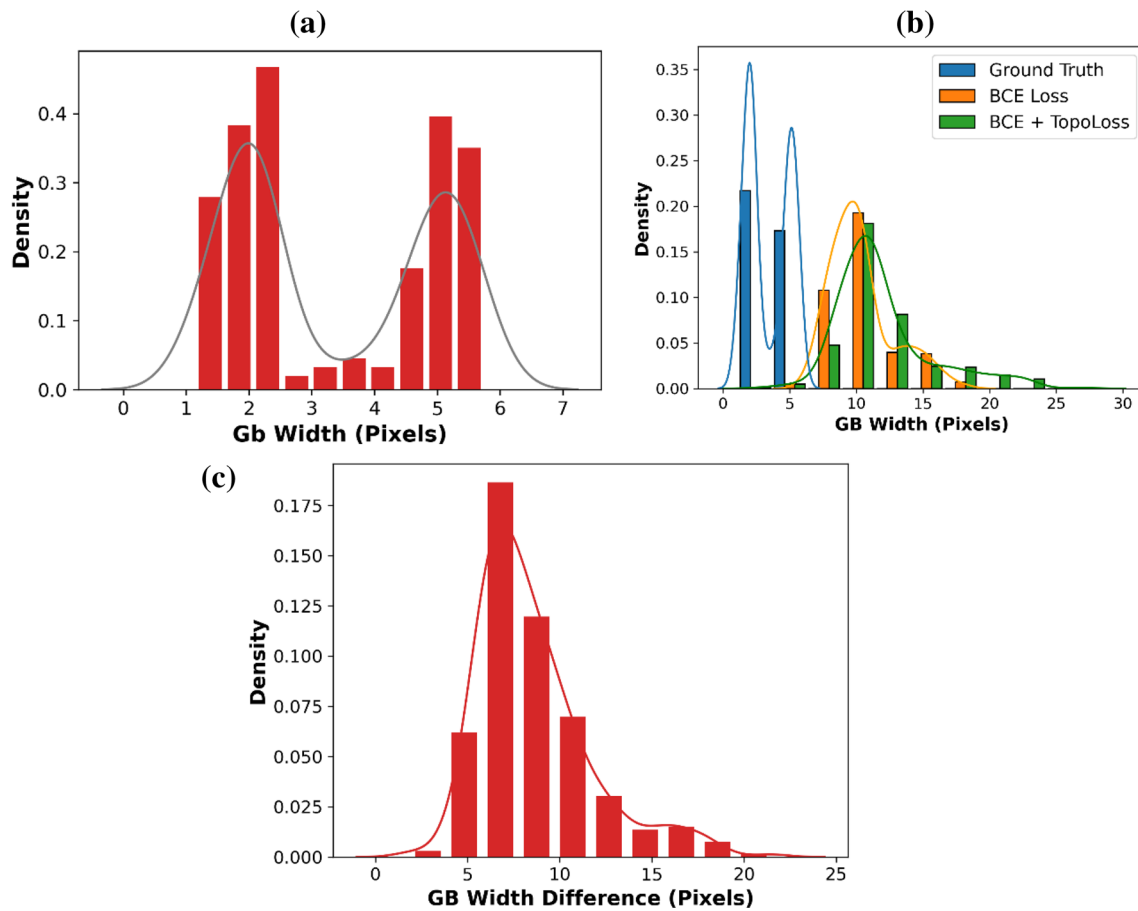 (a)
Density
0.4
0.3
0.2
0.1
0.0
0 1 2 3 4 5 6 7
Gb Width (Pixels)
(b)
Density
0.35
0.30
0.25
0.20
0.15
0.10
0.05
0.00
Ground Truth
BCE Loss
BCE + TopoLoss
0 5 10 15 20 25 30
GB Width (Pixels)
(c)
Density
0.175
0.150
0.125
0.100
0.075
0.050
0.025
0.000
0 5 10 15 20 25
GB Width Difference (Pixels)